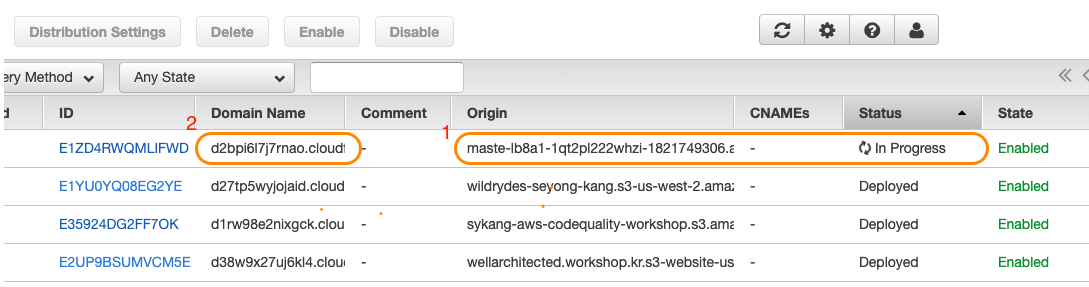 Distribution Settings Delete Enable Disable
ery Method Any State
d ID Domain Name Comment Origin CNAMEs Status State
2 1
E1ZD4RWQMLIFWD d2bpi6l7j7rnao.cloudf - maste-lb8a1-1qt2pl222whzi-1821749306.a - In Progress Enabled
E1YU0YQ08EG2YE d27tp5wyjojaid.cloud - wildrydes-seyong-kang.s3-us-west-2.amaz - Deployed Enabled
E35924DG2FF7OK d1rw98e2nixgck.clou - sykang-aws-codequality-workshop.s3.ama - Deployed Enabled
E2UP9BSUMVCM5E d38w9x27uj6kl4.clou - wellarchitected.workshop.kr.s3-website-us - Deployed Enabled